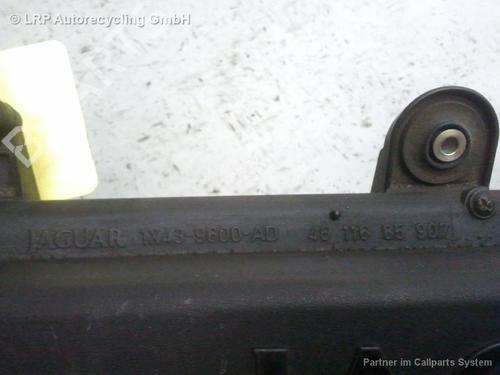 LRP Autorecycling GmbH
JAGUAR 1X43-9600-AD 46 116 85 907
Partner im Callparts System